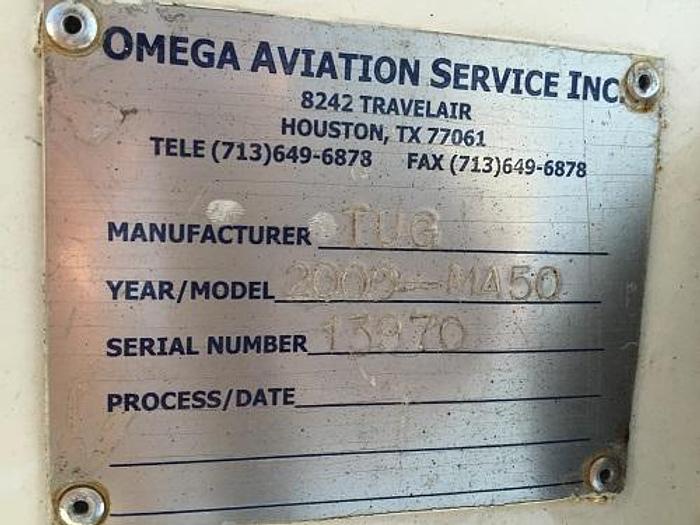 OMEGA AVIATION SERVICE INC.
8242 TRAVELAIR
HOUSTON, TX 77061
TELE (713)649-6878 FAX (713)649-6878
MANUFACTURER TUG
YEAR/MODEL 2000-MA50
SERIAL NUMBER 13970
PROCESS/DATE